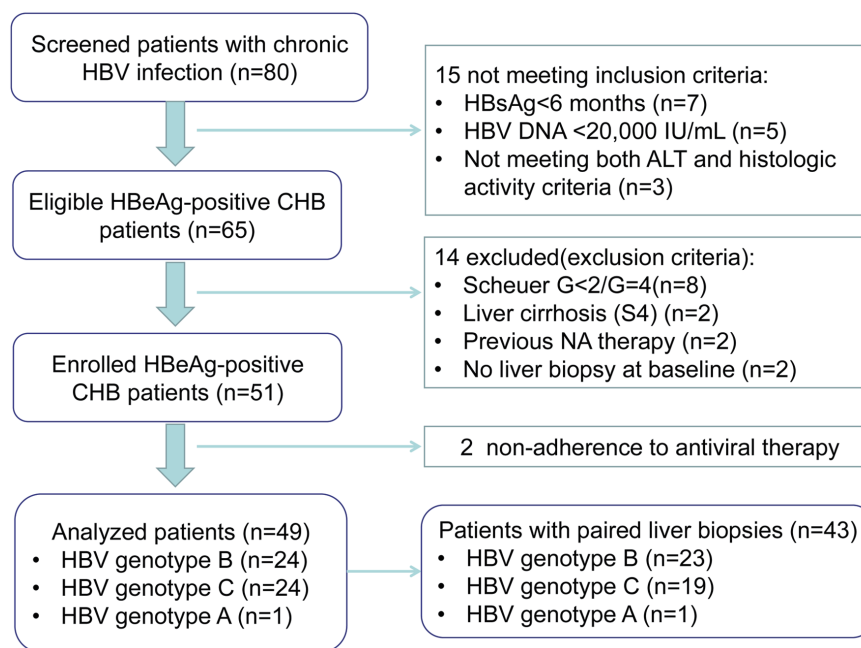 Screened patients with chronic
HBV infection (n=80)
15 not meeting inclusion criteria:
• HBsAg<6 months (n=7)
• HBV DNA <20,000 IU/mL (n=5)
• Not meeting both ALT and histologic
activity criteria (n=3)
Eligible HBeAg-positive CHB
patients (n=65)
14 excluded(exclusion criteria):
• Scheuer G<2/G=4(n=8)
• Liver cirrhosis (S4) (n=2)
• Previous NA therapy (n=2)
• No liver biopsy at baseline (n=2)
Enrolled HBeAg-positive
CHB patients (n=51)
2 non-adherence to antiviral therapy
Analyzed patients (n=49)
• HBV genotype B (n=24)
• HBV genotype C (n=24)
• HBV genotype A (n=1)
Patients with paired liver biopsies (n=43)
• HBV genotype B (n=23)
• HBV genotype C (n=19)
• HBV genotype A (n=1)